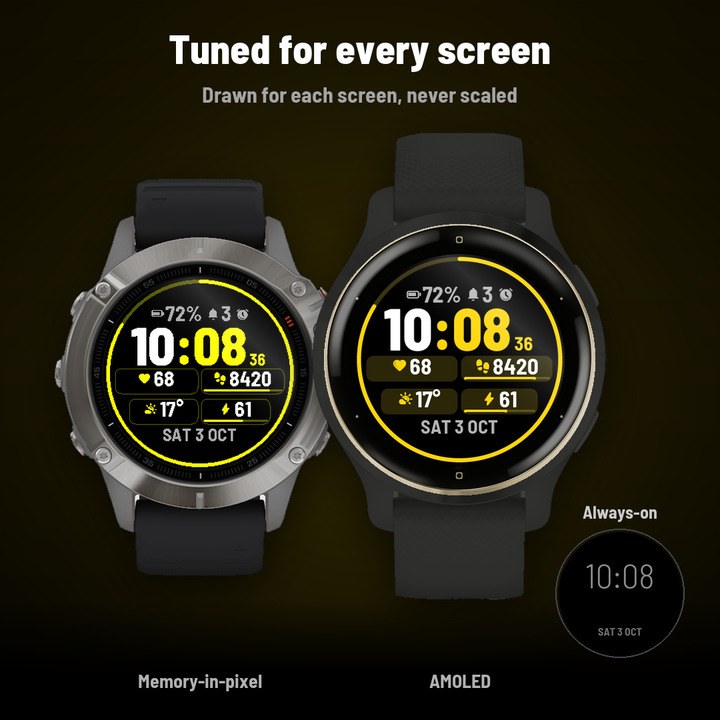 Tuned for every screen
Drawn for each screen, never scaled
72% 3
10:08 36
68 8420
17° 61
SAT 3 OCT
72% 3
10:08 36
68 8420
17° 61
SAT 3 OCT
Always-on
10:08
SAT 3 OCT
Memory-in-pixel
AMOLED